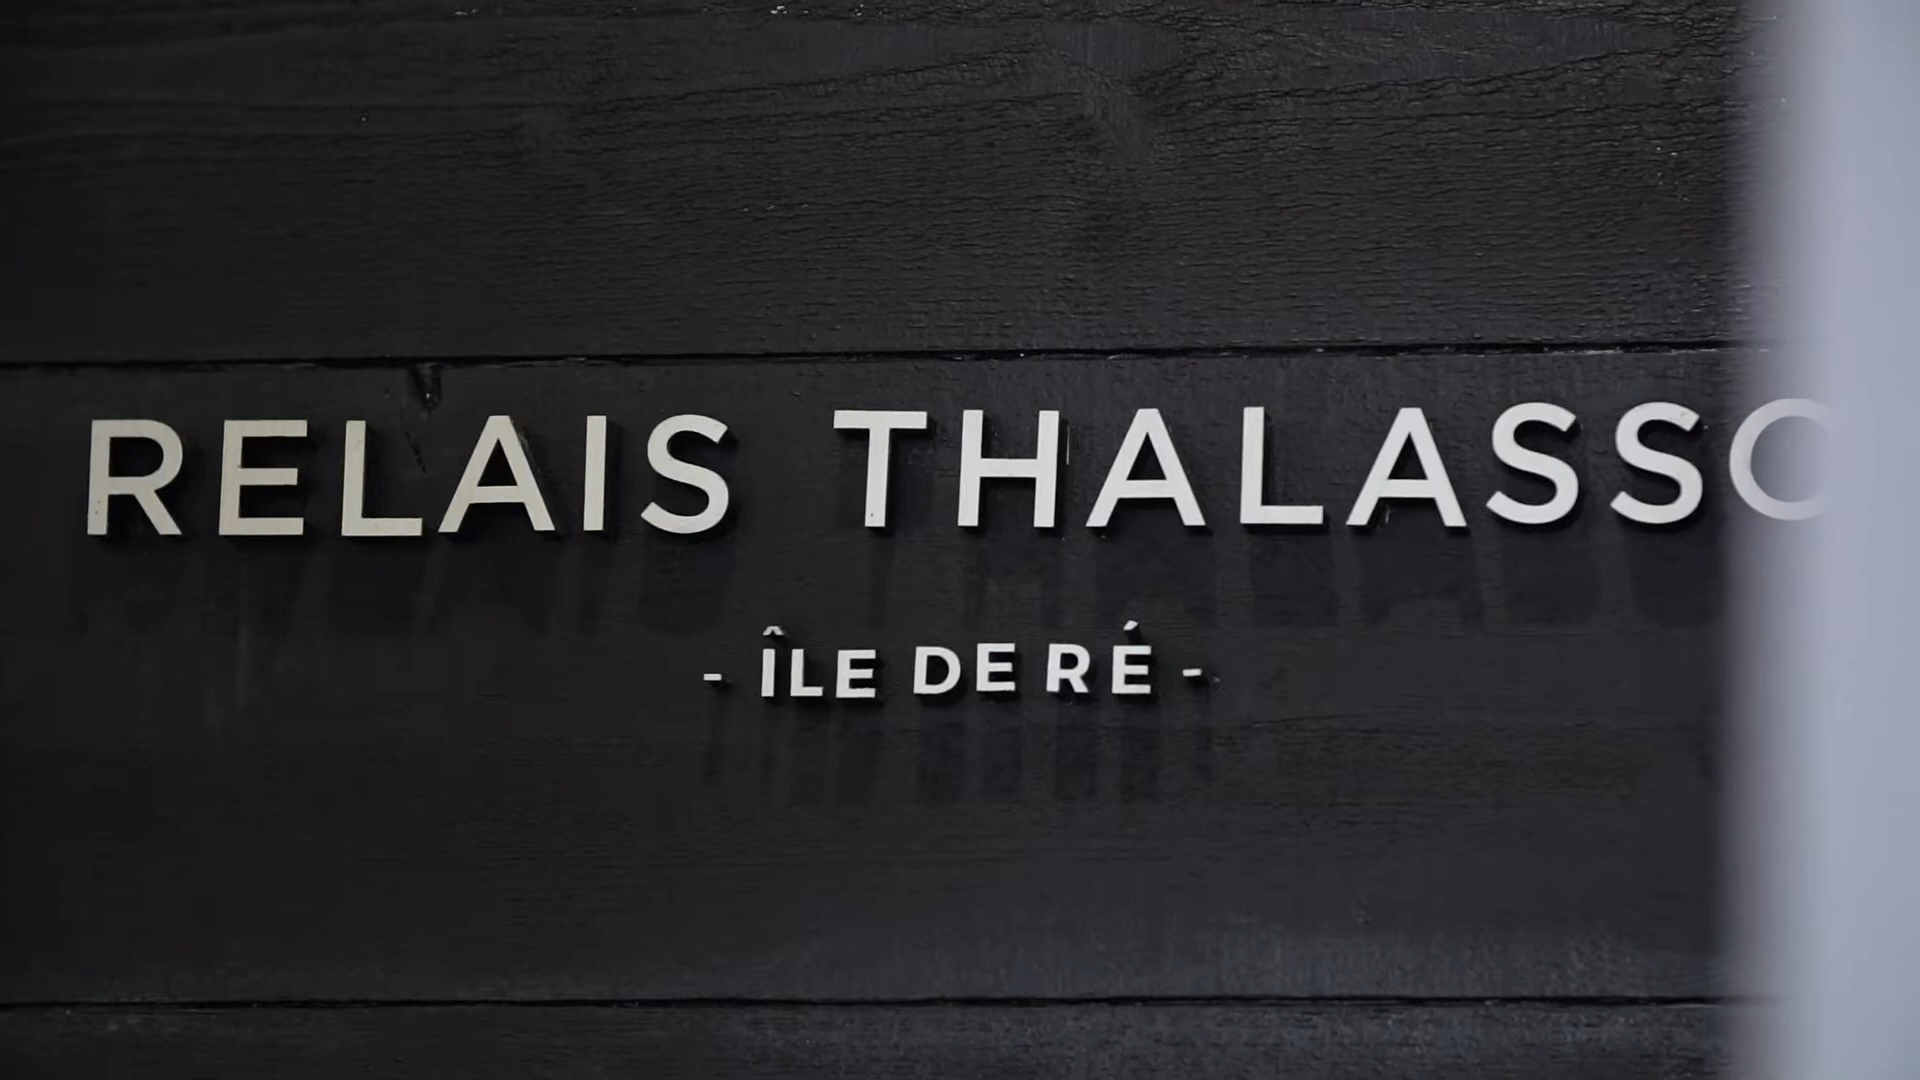 RELAIS THALASSO
- ÎLE DE RÉ -